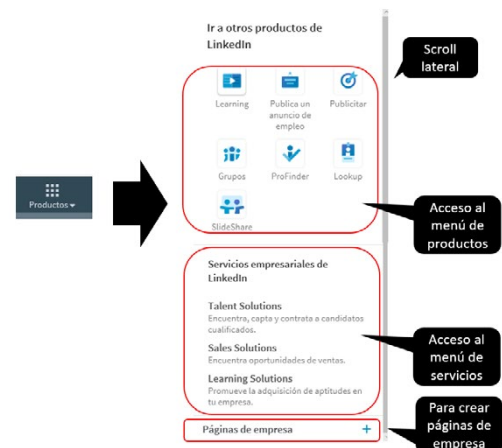 Ir a otros productos de
LinkedIn
Scroll
lateral
Learning
Publica un
anuncio de
empleo
Publicitar
Grupos
ProFinder
Lookup
Productos
SlideShare
Acceso al
menú de
productos
Servicios empresariales de
LinkedIn
Talent Solutions
Encuentra, capta y contrata a candidatos
cualificados.
Sales Solutions
Encuentra oportunidades de ventas.
Learning Solutions
Promueve la adquisición de aptitudes en
tu empresa.
Acceso al
menú de
servicios
Páginas de empresa +
Para crear
páginas de
empresa